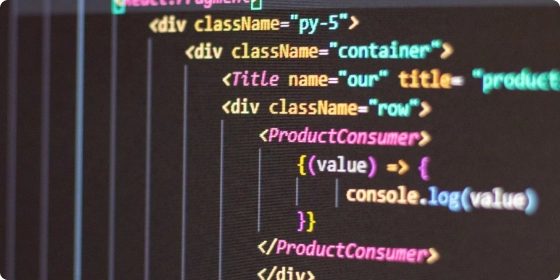 <React.Fragment>
<div className="py-5">
<div className="container">
<Title name="our" title= "product
<div className="row">
<ProductConsumer>
{(value) => {
console.log(value)
}}
</ProductConsumer>
</div>